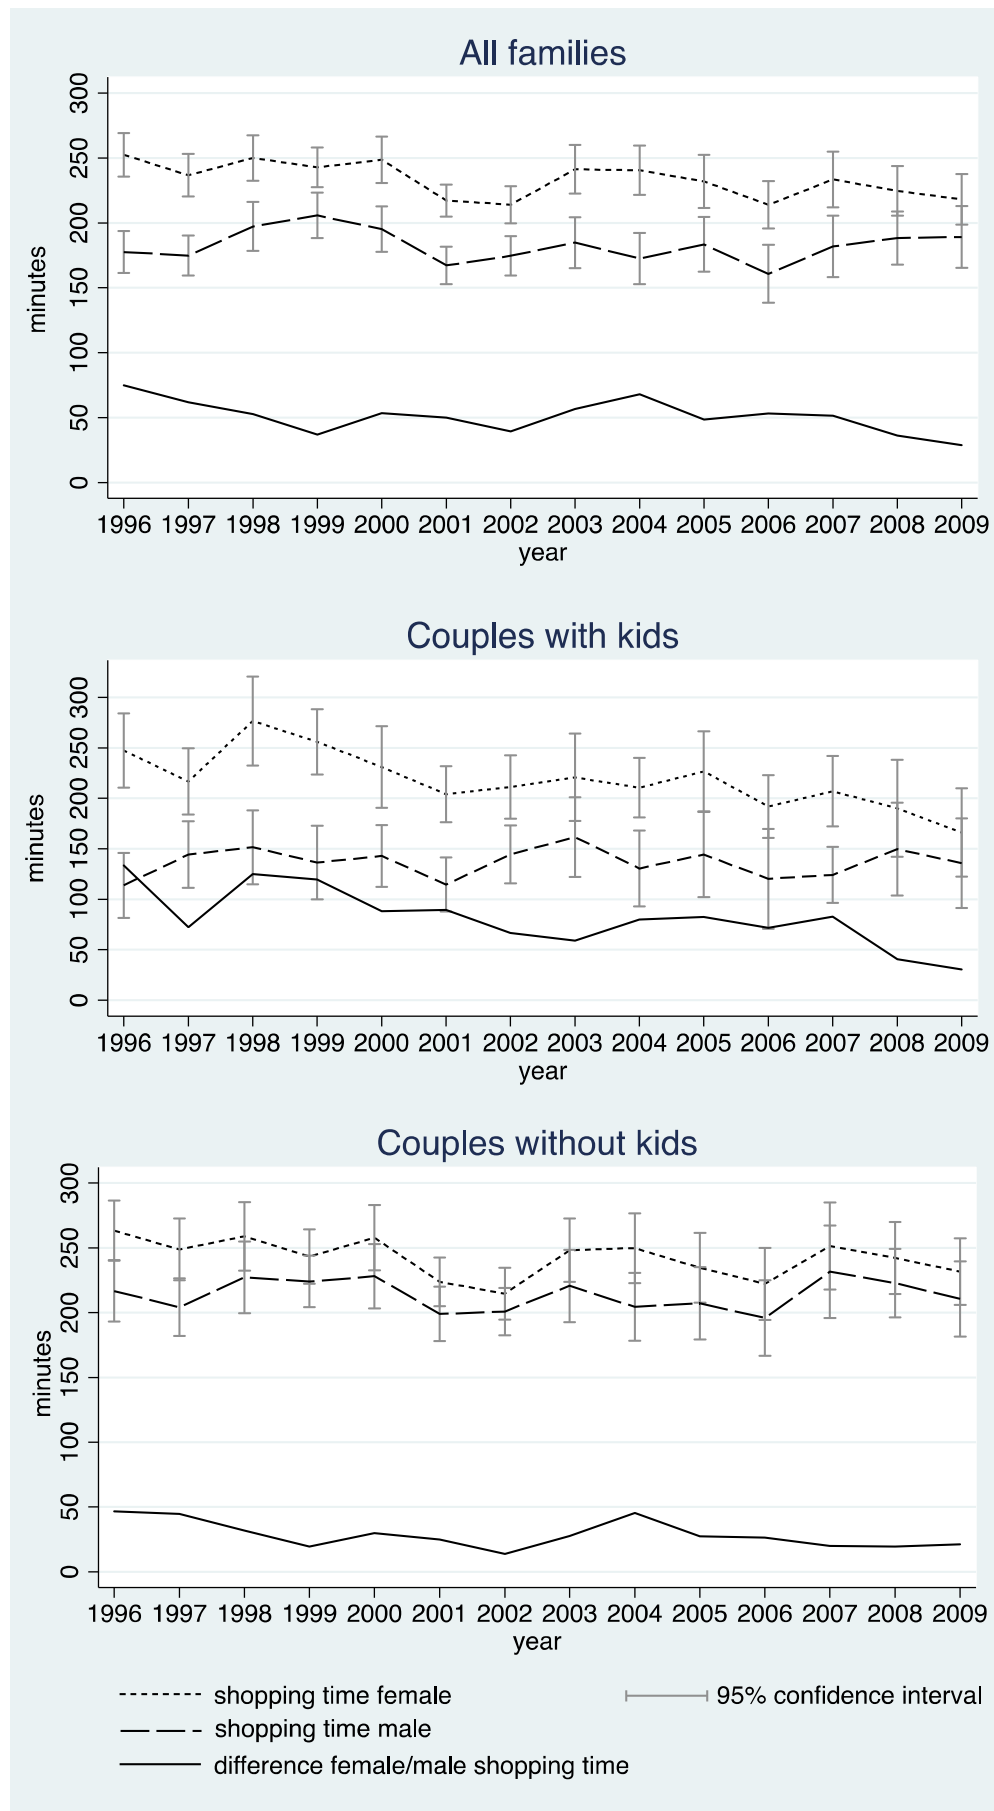 All families
minutes
300
250
200
150
100
50
0
1996 1997 1998 1999 2000 2001 2002 2003 2004 2005 2006 2007 2008 2009
year
Couples with kids
minutes
300
250
200
150
100
50
0
1996 1997 1998 1999 2000 2001 2002 2003 2004 2005 2006 2007 2008 2009
year
Couples without kids
minutes
300
250
200
150
100
50
0
1996 1997 1998 1999 2000 2001 2002 2003 2004 2005 2006 2007 2008 2009
year
shopping time female
95% confidence interval
shopping time male
difference female/male shopping time